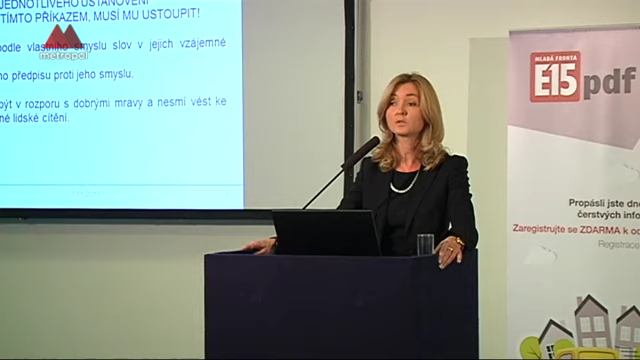 JEDNOTLIVÉHO USTANOVENÍ
TÍMTO PŘÍKAZEM, MUSÍ MU USTOUPIT!
podle vlastního smyslu slov v jejich vzájemné
ho předpisu proti jeho smyslu.
být v rozporu s dobrými mravy a nesmí vést ke
né lidské cítění.
metropol
MLADÁ FRONTA
E15
pdf
Propásli jste dne
čerstvých info
Zaregistrujte se ZDARMA k o
Registrace